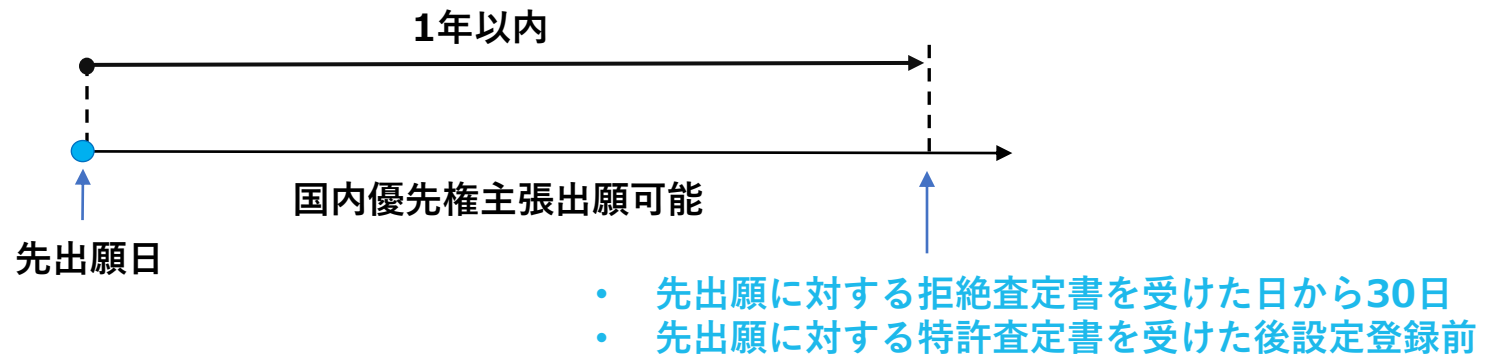 1年以内
国内優先権主張出願可能
先出願日
• 先出願に対する拒絶査定書を受けた日から30日
• 先出願に対する特許査定書を受けた後設定登録前